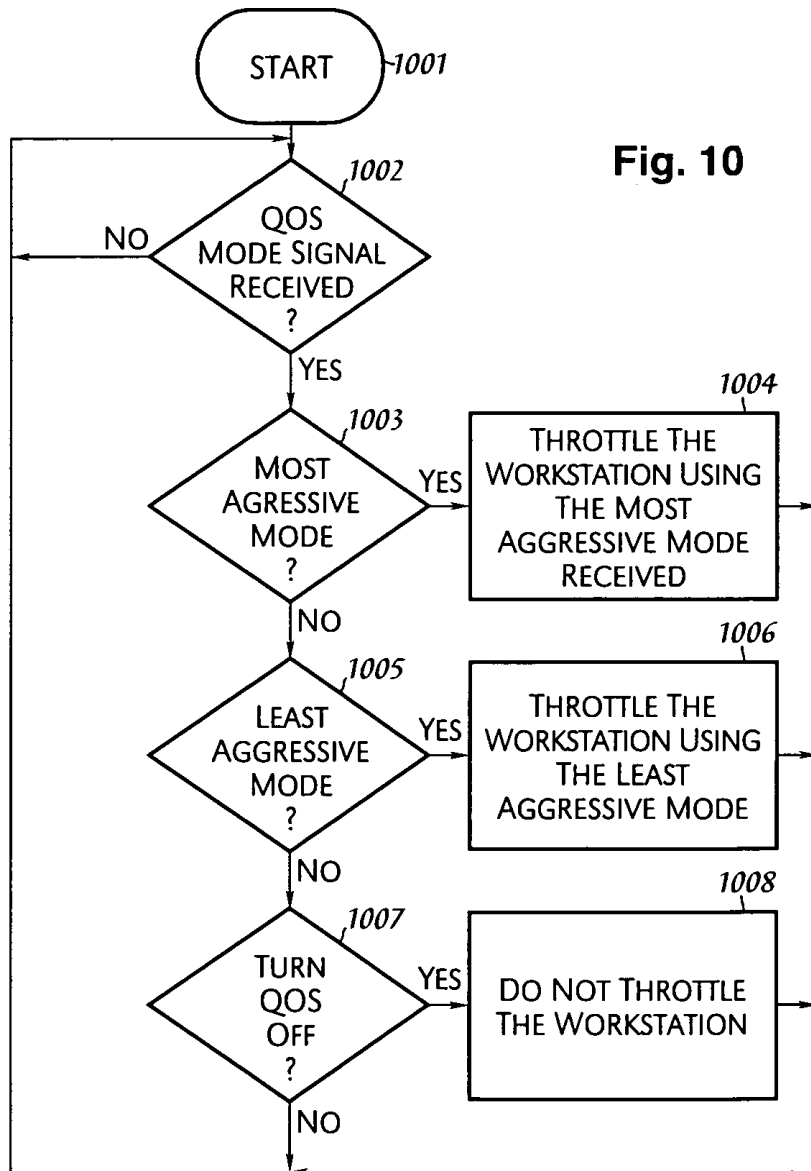 START
1001
Fig. 10
1002
QOS
MODE SIGNAL
RECEIVED
?
NO
YES
1003
MOST
AGRESSIVE
MODE
?
YES
NO
1004
THROTTLE THE
WORKSTATION USING
THE MOST
AGGRESSIVE MODE
RECEIVED
1005
LEAST
AGGRESSIVE
MODE
?
YES
NO
1006
THROTTLE THE
WORKSTATION USING
THE LEAST
AGGRESSIVE MODE
1007
TURN
QOS
OFF
?
YES
NO
1008
DO NOT THROTTLE
THE WORKSTATION